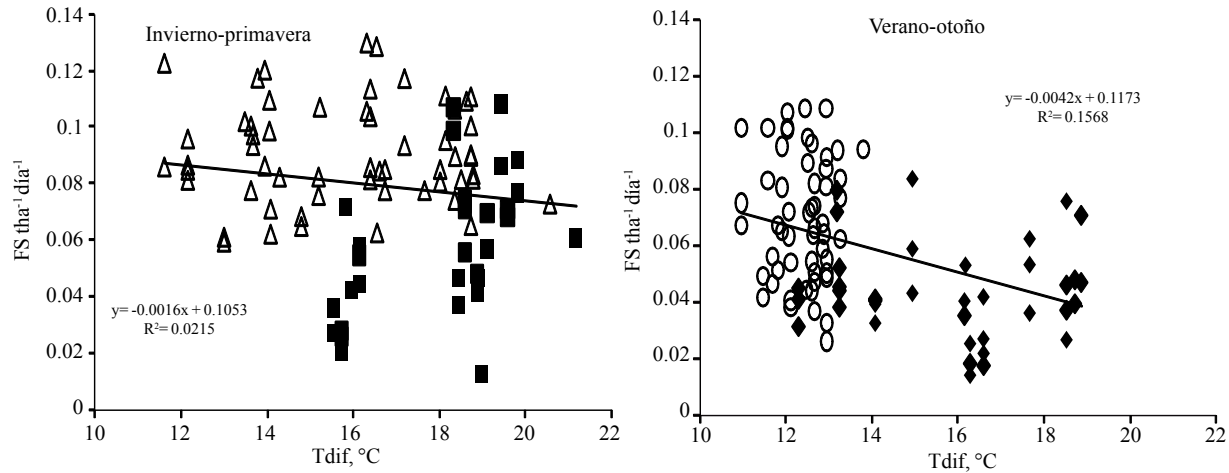 0.14
0.12
0.1
0.08
0.06
0.04
0.02
0
FS tha⁻¹ día⁻¹
Invierno-primavera
y= -0.0016x + 0.1053
R²= 0.0215
10 12 14 16 18 20 22
Tdif, °C
0.14
0.12
0.1
0.08
0.06
0.04
0.02
0
FS tha⁻¹ día⁻¹
Verano-otoño
y= -0.0042x + 0.1173
R²= 0.1568
10 12 14 16 18 20 22
Tdif, °C